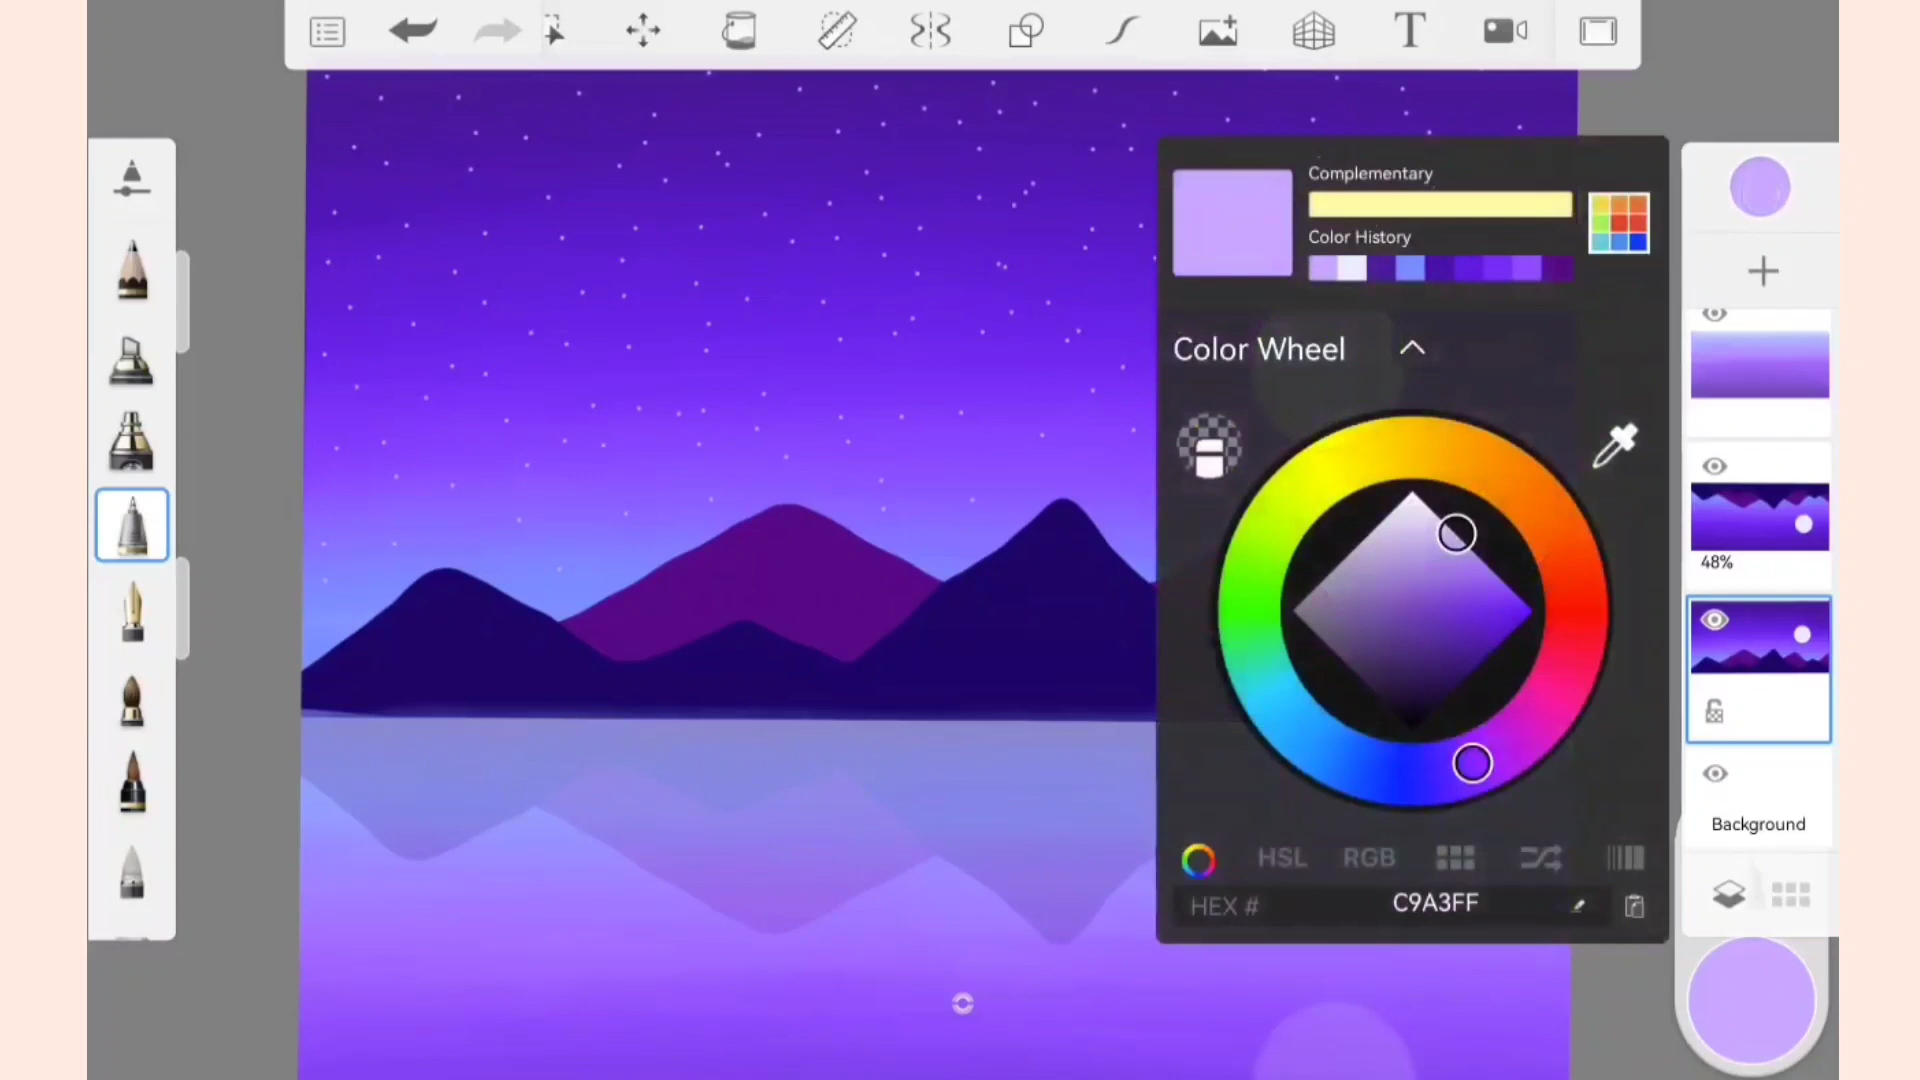 T
Complementary
Color History
Color Wheel
48%
Background
HSL RGB
HEX # C9A3FF